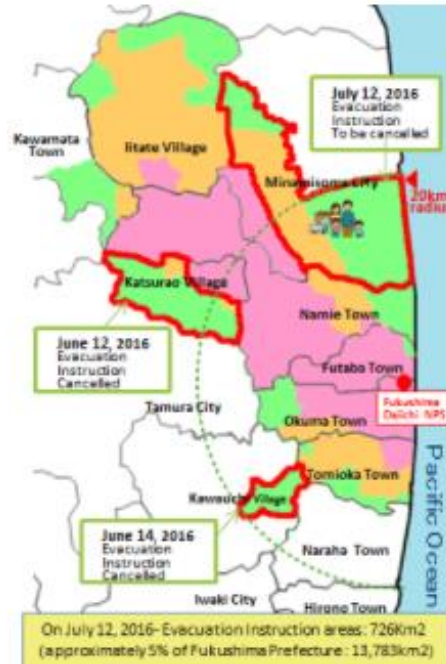 July 12, 2016
Evacuation
Instruction
To be cancelled
Kawamata
Town
Iitate Village
Minamisoma City
20km
radius
Katsurao Village
Namie Town
June 12, 2016
Evacuation
Instruction
Cancelled
Futaba Town
Fukushima
Daiichi NPS
Tamura City
Okuma Town
Tomioka Town
Kawauchi Village
June 14, 2016
Evacuation
Instruction
Cancelled
Naraha Town
Pacific Ocean
Iwaki City
Hirono Town
On July 12, 2016- Evacuation Instruction areas: 726Km2
(approximately 5% of Fukushima Prefecture: 13,783km2)